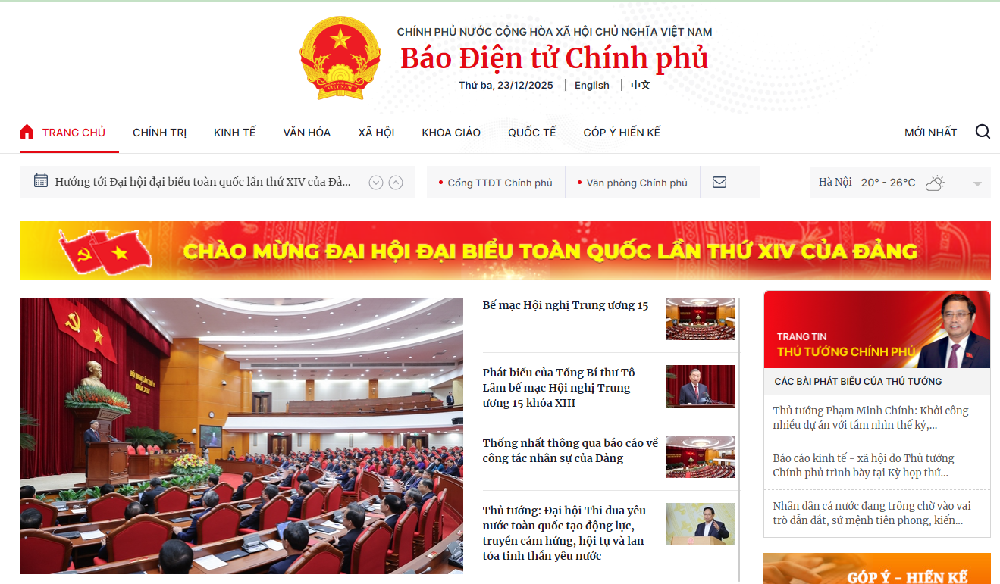 CHÍNH PHỦ NƯỚC CỘNG HÒA XÃ HỘI CHỦ NGHĨA VIỆT NAM
Báo Điện tử Chính phủ
Thứ ba, 23/12/2025 English 中文
TRANG CHỦ CHÍNH TRỊ KINH TẾ VĂN HÓA XÃ HỘI KHOA GIÁO QUỐC TẾ GÓP Ý HIẾN KẾ MỚI NHẤT
Hướng tới Đại hội đại biểu toàn quốc lần thứ XIV của Đả...
Cổng TTĐT Chính phủ
Văn phòng Chính phủ
Hà Nội 20° - 26°C
CHÀO MỪNG ĐẠI HỘI ĐẠI BIỂU TOÀN QUỐC LẦN THỨ XIV CỦA ĐẢNG
Bế mạc Hội nghị Trung ương 15
Phát biểu của Tổng Bí thư Tô
Lâm bế mạc Hội nghị Trung
ương 15 khóa XIII
Thống nhất thông qua báo cáo về
công tác nhân sự của Đảng
Thủ tướng: Đại hội Thi đua yêu
nước toàn quốc tạo động lực,
truyền cảm hứng, hội tụ và lan
tỏa tinh thần yêu nước
TRANG TIN
THỦ TƯỚNG CHÍNH PHỦ
CÁC BÀI PHÁT BIỂU CỦA THỦ TƯỚNG
Thủ tướng Phạm Minh Chính: Khởi công
nhiều dự án với tầm nhìn thế kỷ,...
Báo cáo kinh tế - xã hội do Thủ tướng
Chính phủ trình bày tại Kỳ họp thứ...
Nhân dân cả nước đang trông chờ vào vai
trò dẫn dắt, sứ mệnh tiên phong, kiến...
GÓP Ý - HIẾN KẾ